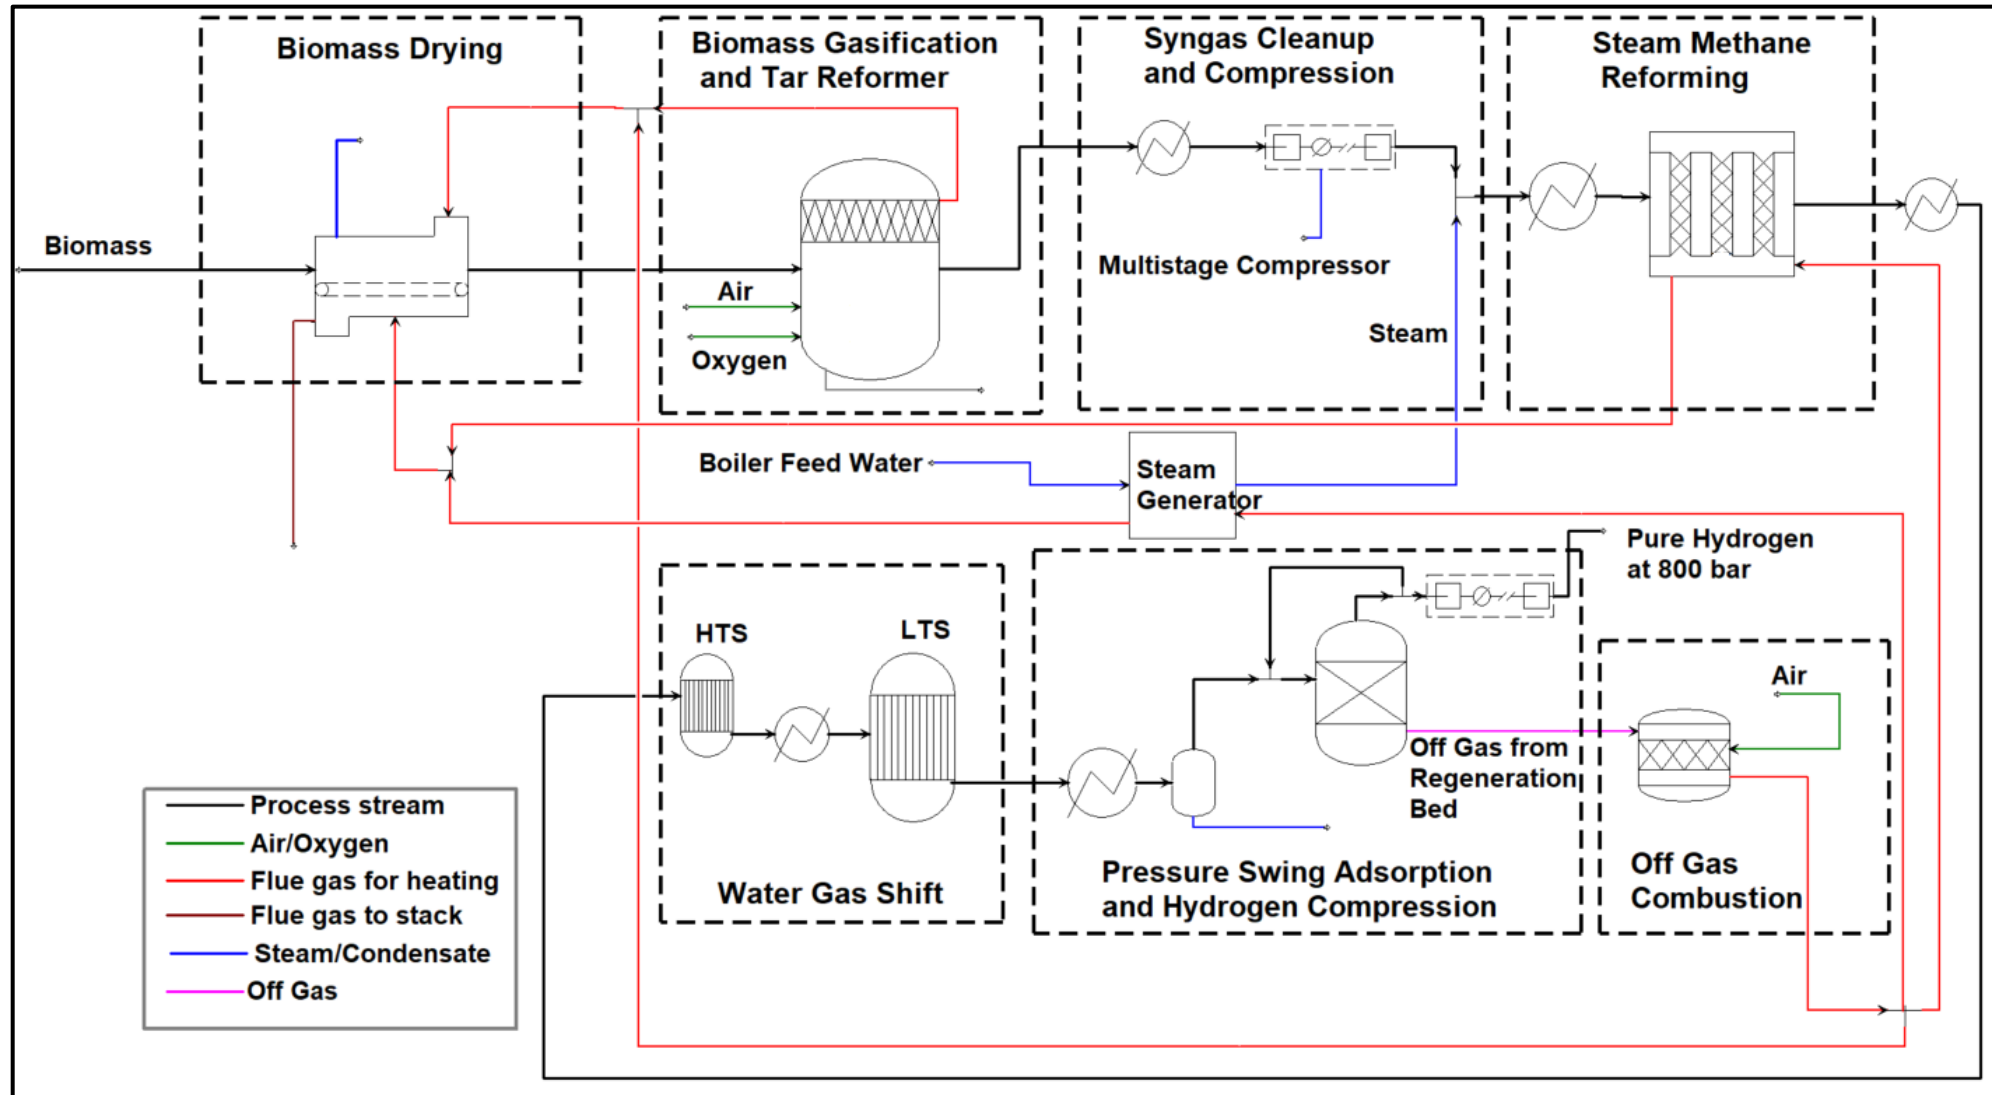 Biomass Drying
Biomass Gasification
and Tar Reformer
Syngas Cleanup
and Compression
Steam Methane
Reforming
Biomass
Air
Oxygen
Multistage Compressor
Steam
Boiler Feed Water
Steam
Generator
Pure Hydrogen
at 800 bar
HTS
LTS
Air
Off Gas from
Regeneration
Bed
Water Gas Shift
Pressure Swing Adsorption
and Hydrogen Compression
Off Gas
Combustion
Process stream
Air/Oxygen
Flue gas for heating
Flue gas to stack
Steam/Condensate
Off Gas